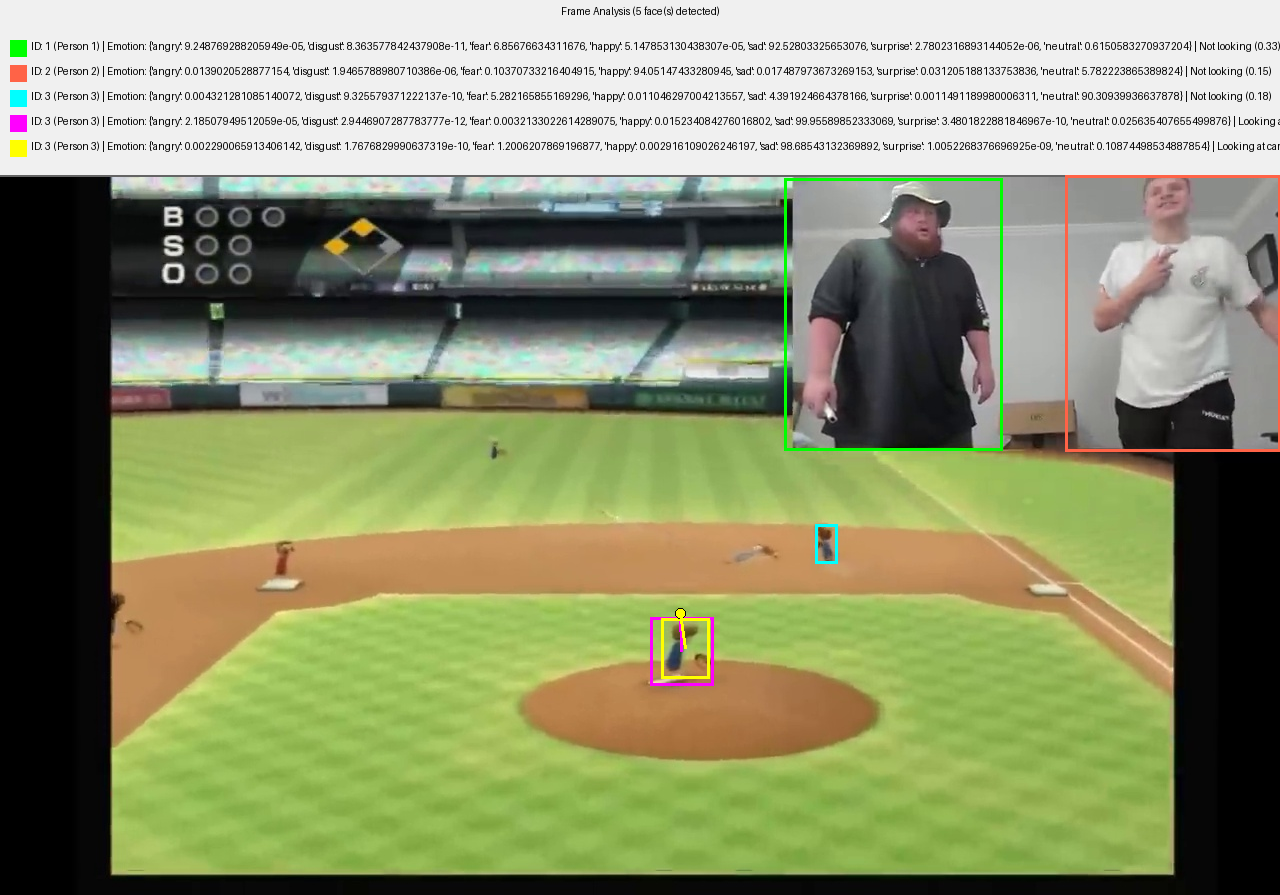 Frame Analysis (5 face(s) detected)
ID: 1 (Person 1) | Emotion: {'angry': 9.248769288205949e-05, 'disgust': 8.363577842437908e-11, 'fear': 6.85676634311676, 'happy': 5.147853130438307e-05, 'sad': 92.52803325653076, 'surprise': 2.7802316893144052e-06, 'neutral': 0.6150583270937204} | Not looking (0.33)
ID: 2 (Person 2) | Emotion: {'angry': 0.0139020528877154, 'disgust': 1.9465788980710386e-06, 'fear': 0.10370733216404915, 'happy': 94.05147433280945, 'sad': 0.017487973673269153, 'surprise': 0.031205188133753836, 'neutral': 5.782223865389824} | Not looking (0.15)
ID: 3 (Person 3) | Emotion: {'angry': 0.004321281085140072, 'disgust': 9.325579371222137e-10, 'fear': 5.282165855169296, 'happy': 0.011046297004213557, 'sad': 4.391924664378166, 'surprise': 0.0011491189980006311, 'neutral': 90.30939936637878} | Not looking (0.18)
ID: 3 (Person 3) | Emotion: {'angry': 2.18507949512059e-05, 'disgust': 2.9446907287783777e-12, 'fear': 0.0032133022614289075, 'happy': 0.015234084276016802, 'sad': 99.95589852333069, 'surprise': 3.4801822881846967e-10, 'neutral': 0.025635407655499876} | Looking a
ID: 3 (Person 3) | Emotion: {'angry': 0.002290065913406142, 'disgust': 1.7676829990637319e-10, 'fear': 1.2006207869196877, 'happy': 0.002916109026246197, 'sad': 98.68543132369892, 'surprise': 1.0052268376696925e-09, 'neutral': 0.10874498534887854} | Looking at car
B
S
O